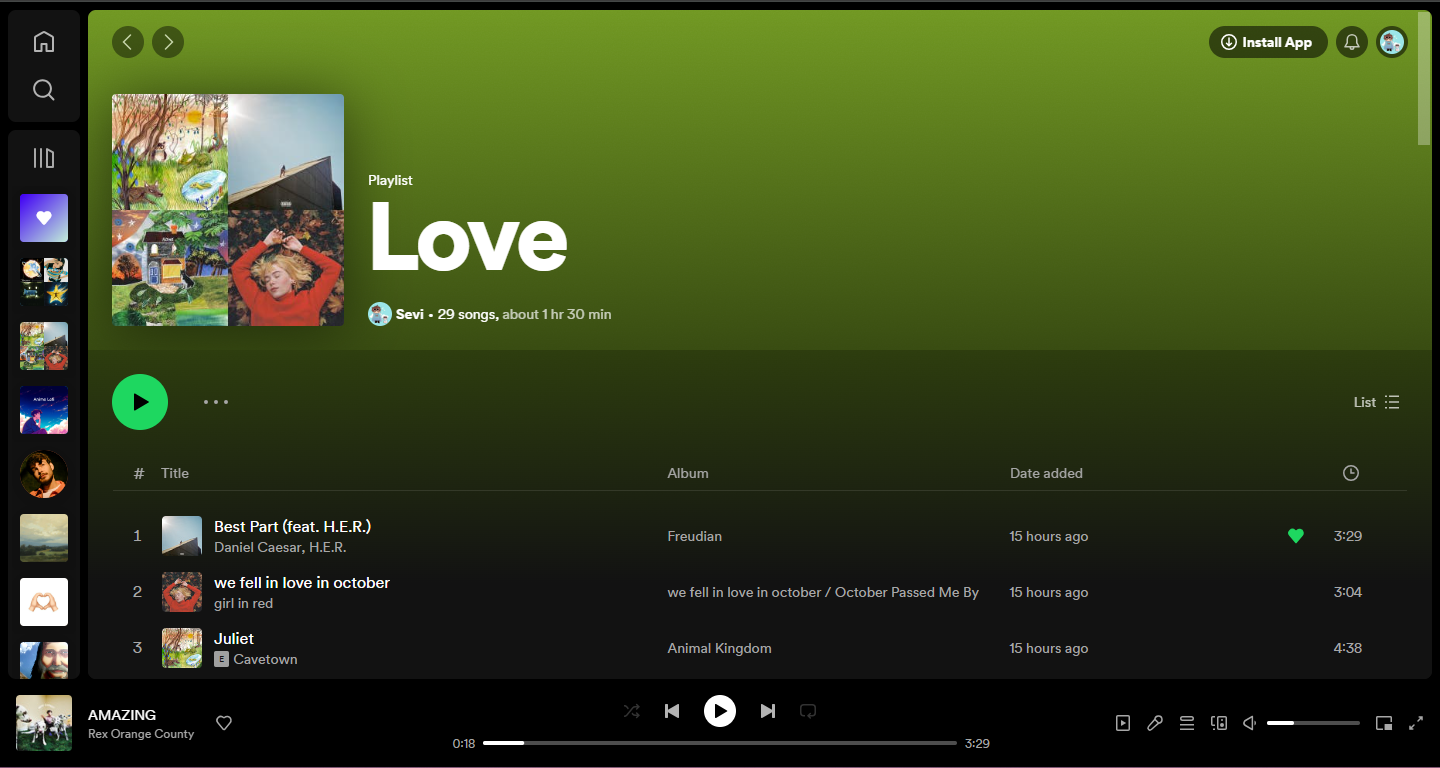 Install App
Playlist
Love
Sevi • 29 songs, about 1 hr 30 min
List
# Title Album Date added
1 Best Part (feat. H.E.R.) Freudian 15 hours ago 3:29
Daniel Caesar, H.E.R.
2 we fell in love in october we fell in love in october / October Passed Me By 15 hours ago 3:04
girl in red
3 Juliet Animal Kingdom 15 hours ago 4:38
E Cavetown
AMAZING
Rex Orange County
0:18 3:29